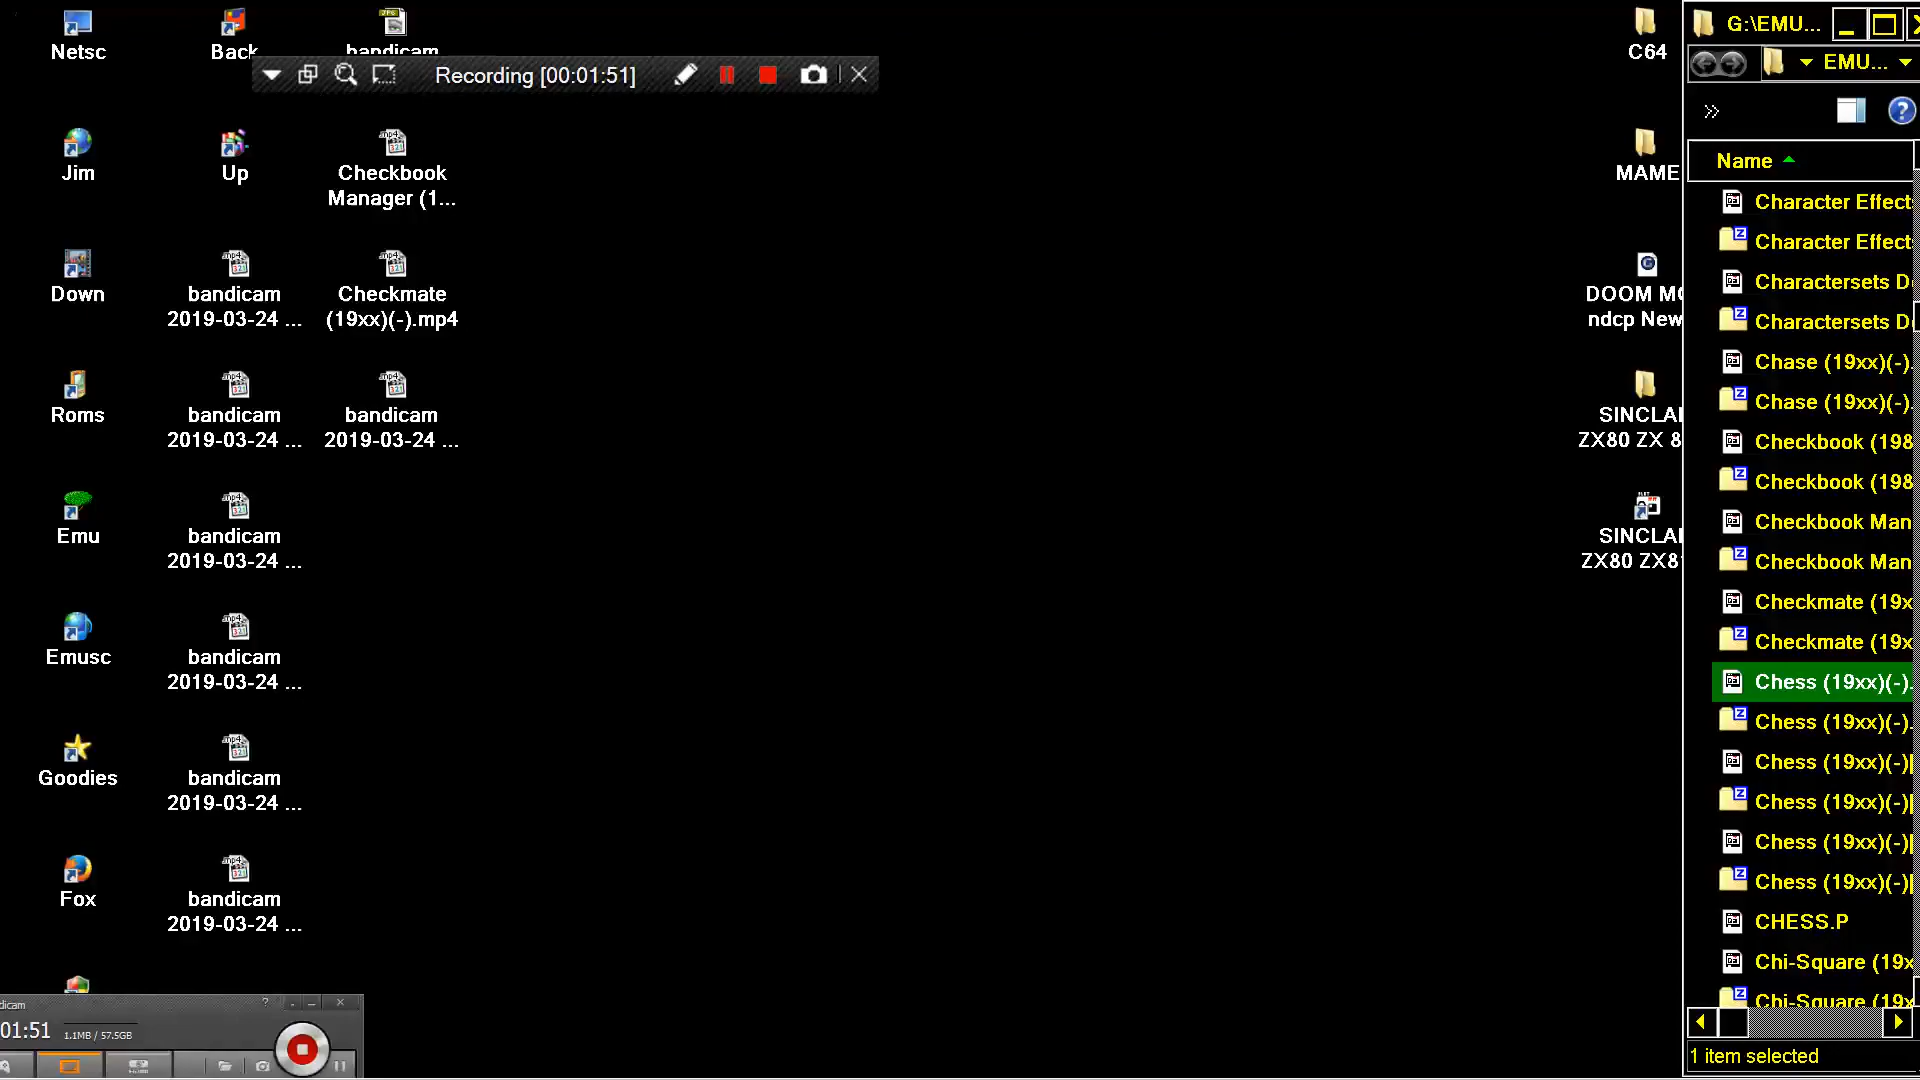 Netsc
Back
bandicam
Recording [00:01:51]
C64
G:\EMU...
EMU...
Jim
Up
Checkbook
Manager (1...
MAME
Name
Character Effect
Character Effect
Charactersets D
Charactersets D
Chase (19xx)(-).
Chase (19xx)(-).
Checkbook (198
Checkbook (198
Checkbook Man
Checkbook Man
Checkmate (19x
Checkmate (19x
Chess (19xx)(-).
Chess (19xx)(-).
Chess (19xx)(-)
Chess (19xx)(-)
Chess (19xx)(-)
Chess (19xx)(-)
CHESS.P
Chi-Square (19x
Chi-Square (19x
1 item selected
Down
bandicam
2019-03-24 ...
Checkmate
(19xx)(-).mp4
DOOM MC
ndcp New
Roms
bandicam
2019-03-24 ...
bandicam
2019-03-24 ...
SINCLAI
ZX80 ZX 8
Emu
bandicam
2019-03-24 ...
SINCLAI
ZX80 ZX81
Emusc
bandicam
2019-03-24 ...
Goodies
bandicam
2019-03-24 ...
Fox
bandicam
2019-03-24 ...
dicam
01:51
1.1MB / 57.5GB